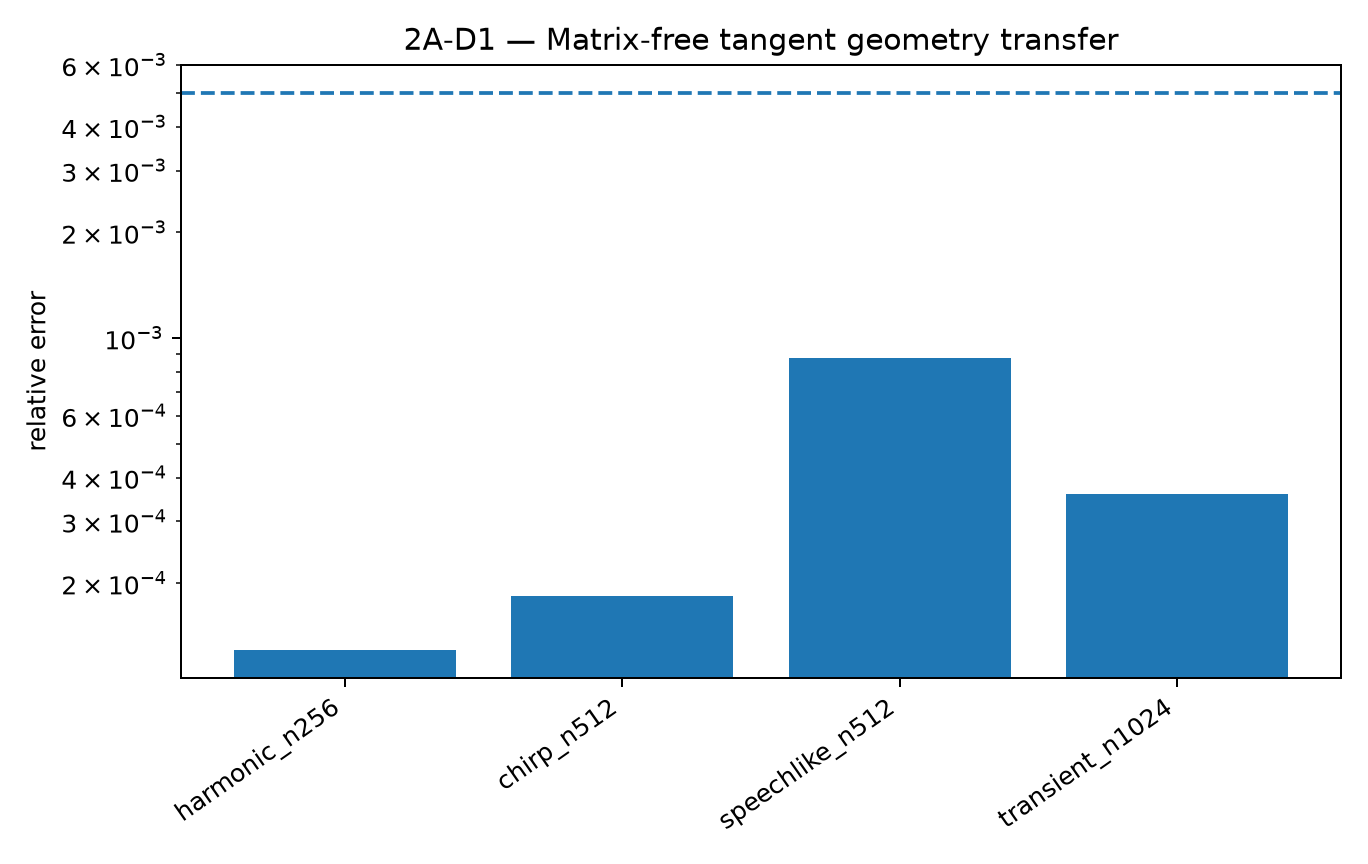 2A-D1 — Matrix-free tangent geometry transfer
6 × 10⁻³
4 × 10⁻³
3 × 10⁻³
2 × 10⁻³
10⁻³
6 × 10⁻⁴
4 × 10⁻⁴
3 × 10⁻⁴
2 × 10⁻⁴
relative error
harmonic_n256
chirp_n512
speechlike_n512
transient_n1024